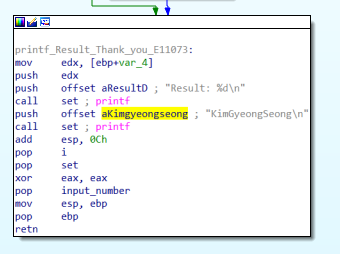 printf_Result_Thank_you_E11073:
mov edx, [ebp+var_4]
push edx
push offset aResultD ; "Result: %d\n"
call set ; printf
push offset aKimgyeongseong ; "KimGyeongSeong\n"
call set ; printf
add esp, 0Ch
pop i
pop set
xor eax, eax
pop input_number
mov esp, ebp
pop ebp
retn